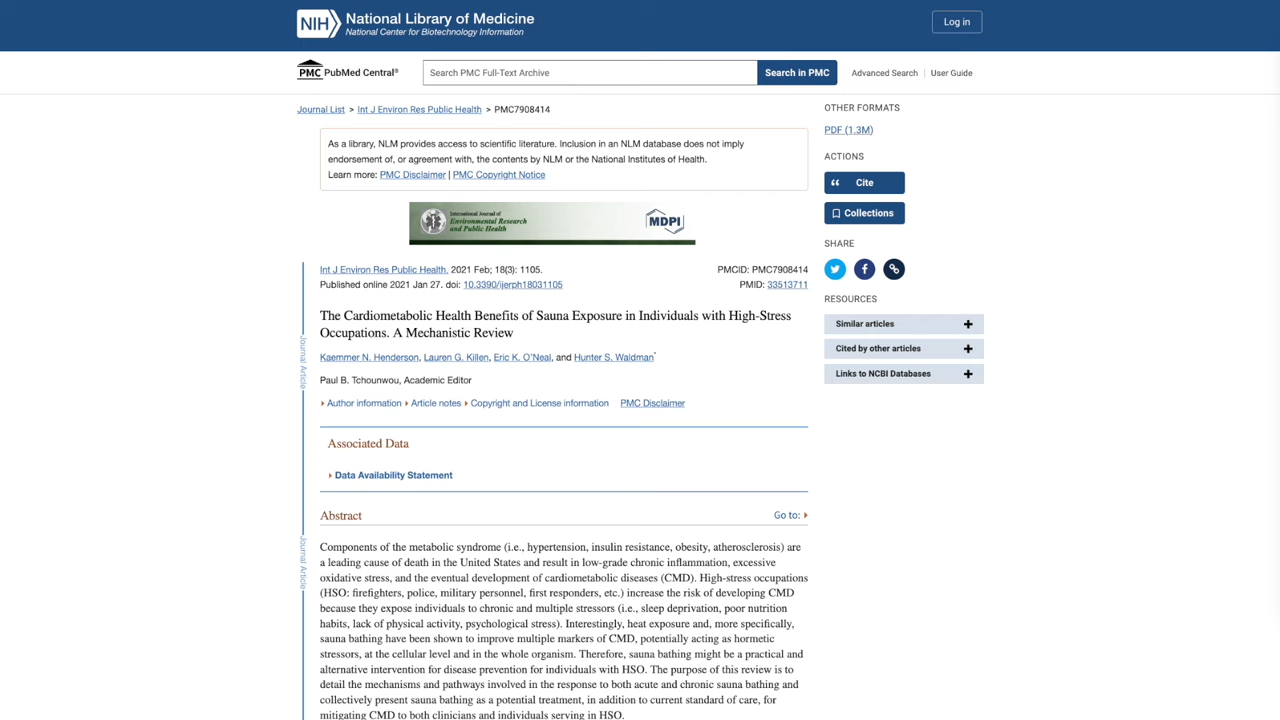 NIH National Library of Medicine
National Center for Biotechnology Information
Log in
PMC PubMed Central®
Search PMC Full-Text Archive
Search in PMC
Advanced Search | User Guide
Journal List > Int J Environ Res Public Health > PMC7908414
As a library, NLM provides access to scientific literature. Inclusion in an NLM database does not imply
endorsement of, or agreement with, the contents by NLM or the National Institutes of Health.
Learn more: PMC Disclaimer | PMC Copyright Notice
International Journal of
Environmental Research
and Public Health
MDPI
Int J Environ Res Public Health. 2021 Feb; 18(3): 1105.
PMCID: PMC7908414
Published online 2021 Jan 27. doi: 10.3390/ijerph18031105
PMID: 33513711
The Cardiometabolic Health Benefits of Sauna Exposure in Individuals with High-Stress
Occupations. A Mechanistic Review
Kaemmer N. Henderson, Lauren G. Killen, Eric K. O'Neal, and Hunter S. Waldman*
Paul B. Tchounwou, Academic Editor
Author information Article notes Copyright and License information PMC Disclaimer
Associated Data
Data Availability Statement
Abstract
Go to:
Components of the metabolic syndrome (i.e., hypertension, insulin resistance, obesity, atherosclerosis) are
a leading cause of death in the United States and result in low-grade chronic inflammation, excessive
oxidative stress, and the eventual development of cardiometabolic diseases (CMD). High-stress occupations
(HSO: firefighters, police, military personnel, first responders, etc.) increase the risk of developing CMD
because they expose individuals to chronic and multiple stressors (i.e., sleep deprivation, poor nutrition
habits, lack of physical activity, psychological stress). Interestingly, heat exposure and, more specifically,
sauna bathing have been shown to improve multiple markers of CMD, potentially acting as hormetic
stressors, at the cellular level and in the whole organism. Therefore, sauna bathing might be a practical and
alternative intervention for disease prevention for individuals with HSO. The purpose of this review is to
detail the mechanisms and pathways involved in the response to both acute and chronic sauna bathing and
collectively present sauna bathing as a potential treatment, in addition to current standard of care, for
mitigating CMD to both clinicians and individuals serving in HSO.
Journal Article
Journal Article
OTHER FORMATS
PDF (1.3M)
ACTIONS
Cite
Collections
SHARE
RESOURCES
Similar articles
Cited by other articles
Links to NCBI Databases